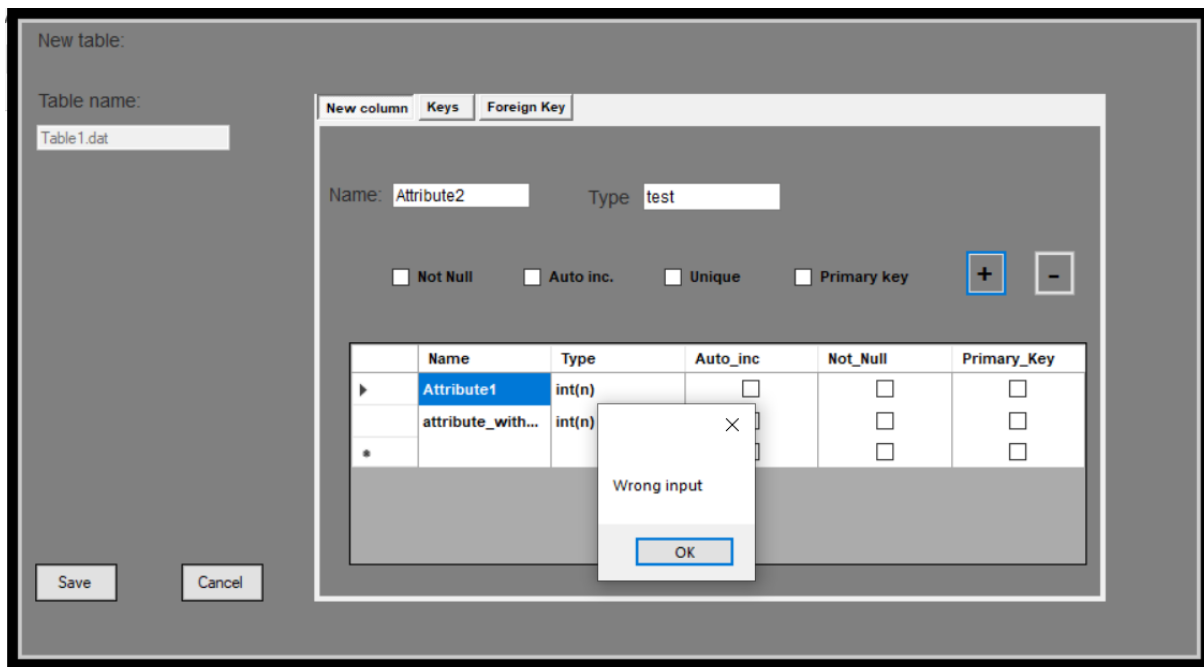 New table:
Table name:
Table1.dat
New column Keys Foreign Key
Name: Attribute2 Type test
Not Null Auto inc. Unique Primary key + -
Name Type Auto_inc Not_Null Primary_Key
Attribute1 int(n)
attribute_with... int(n)
Wrong input
OK
Save Cancel